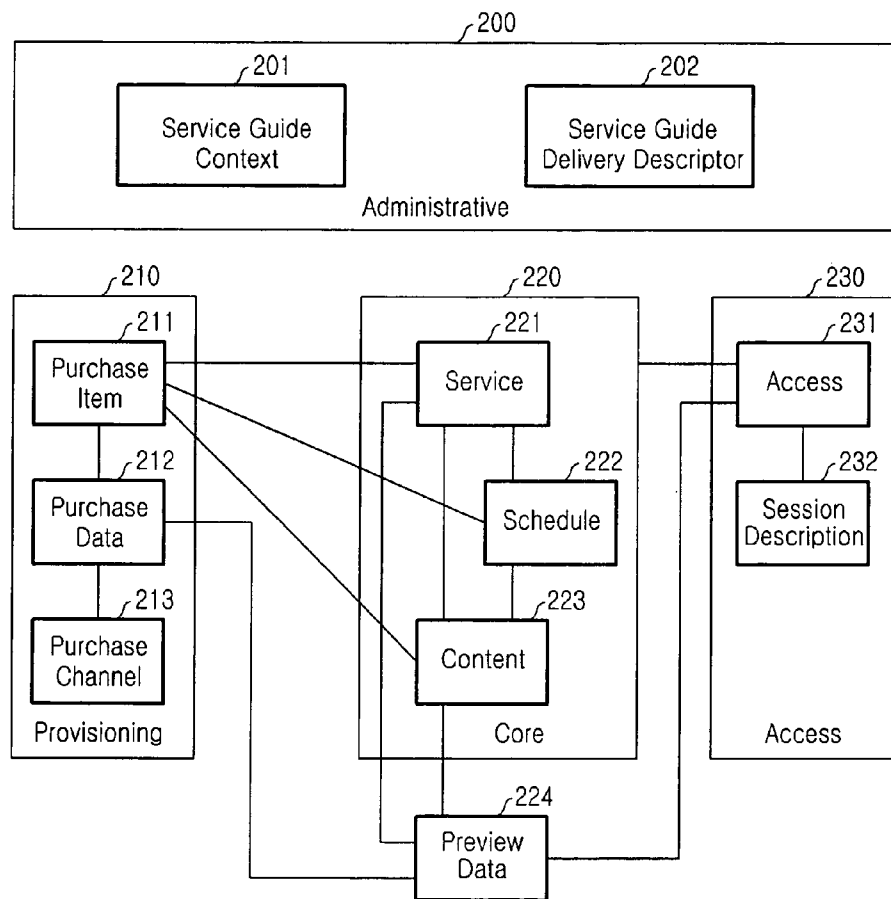 200
201
202
Service Guide
Context
Service Guide
Delivery Descriptor
Administrative
210
220
230
211
221
231
Purchase
Item
Service
Access
212
222
232
Purchase
Data
Schedule
Session
Description
213
223
Purchase
Channel
Content
Provisioning
Core
Access
224
Preview
Data